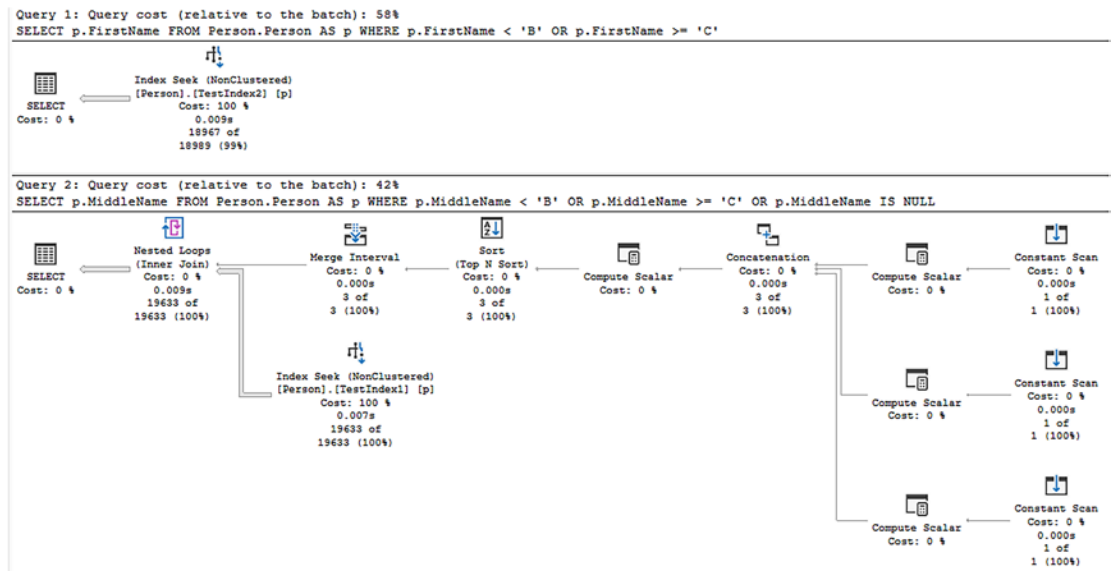 Query 1: Query cost (relative to the batch): 58%
SELECT p.FirstName FROM Person.Person AS p WHERE p.FirstName < 'B' OR p.FirstName >= 'C'
SELECT
Cost: 0 %
Index Seek (NonClustered)
[Person].[TestIndex2] [p]
Cost: 100 %
0.009s
18967 of
18989 (99%)
Query 2: Query cost (relative to the batch): 42%
SELECT p.MiddleName FROM Person.Person AS p WHERE p.MiddleName < 'B' OR p.MiddleName >= 'C' OR p.MiddleName IS NULL
SELECT
Cost: 0 %
Nested Loops
(Inner Join)
Cost: 0 %
0.009s
19633 of
19633 (100%)
Merge Interval
Cost: 0 %
0.000s
3 of
3 (100%)
Sort
(Top N Sort)
Cost: 0 %
0.000s
3 of
3 (100%)
Compute Scalar
Cost: 0 %
Concatenation
Cost: 0 %
0.000s
3 of
3 (100%)
Compute Scalar
Cost: 0 %
Constant Scan
Cost: 0 %
0.000s
1 of
1 (100%)
Index Seek (NonClustered)
[Person].[TestIndex1] [p]
Cost: 100 %
0.007s
19633 of
19633 (100%)
Compute Scalar
Cost: 0 %
Constant Scan
Cost: 0 %
0.000s
1 of
1 (100%)
Compute Scalar
Cost: 0 %
Constant Scan
Cost: 0 %
0.000s
1 of
1 (100%)